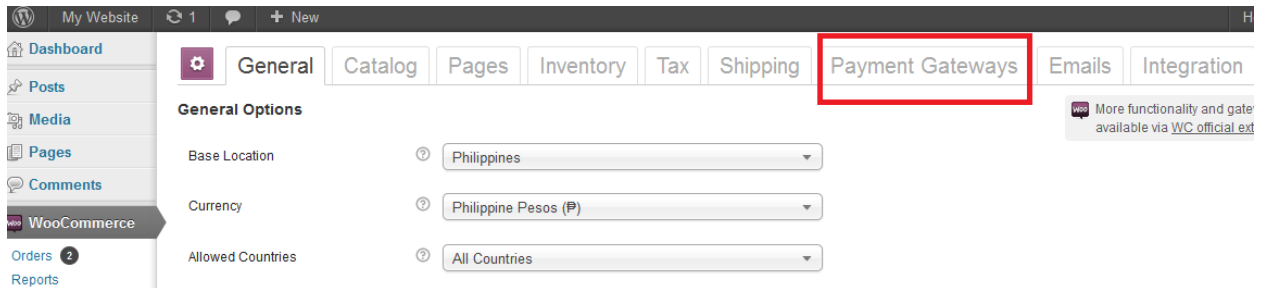 My Website 1 + New
Dashboard
Posts
Media
Pages
Comments
WooCommerce
Orders 2
Reports
General Catalog Pages Inventory Tax Shipping Payment Gateways Emails Integration
General Options
More functionality and
available via WC official
Base Location ? Philippines
Currency ? Philippine Pesos (₱)
Allowed Countries ? All Countries